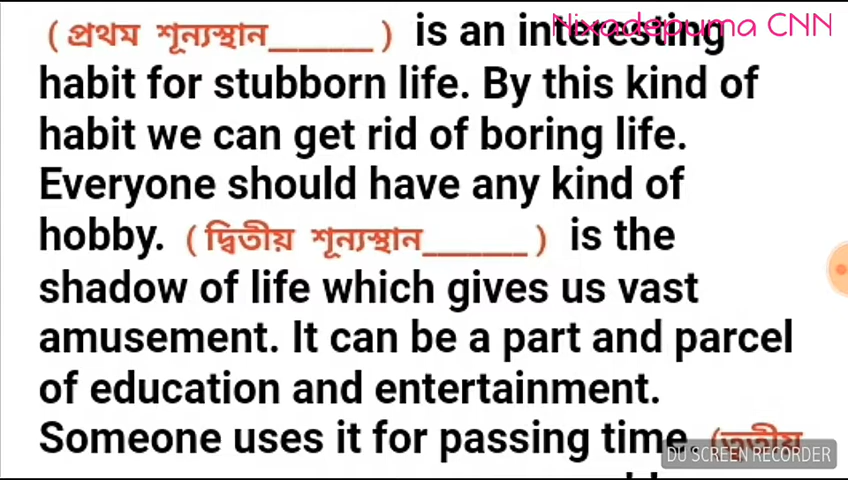 Nixadepuma CNN
( প্রথম শূন্যস্থান______ ) is an interesting
habit for stubborn life. By this kind of
habit we can get rid of boring life.
Everyone should have any kind of
hobby. ( দ্বিতীয় শূন্যস্থান______ ) is the
shadow of life which gives us vast
amusement. It can be a part and parcel
of education and entertainment.
Someone uses it for passing time. (তৃতীয়
DU SCREEN RECORDER